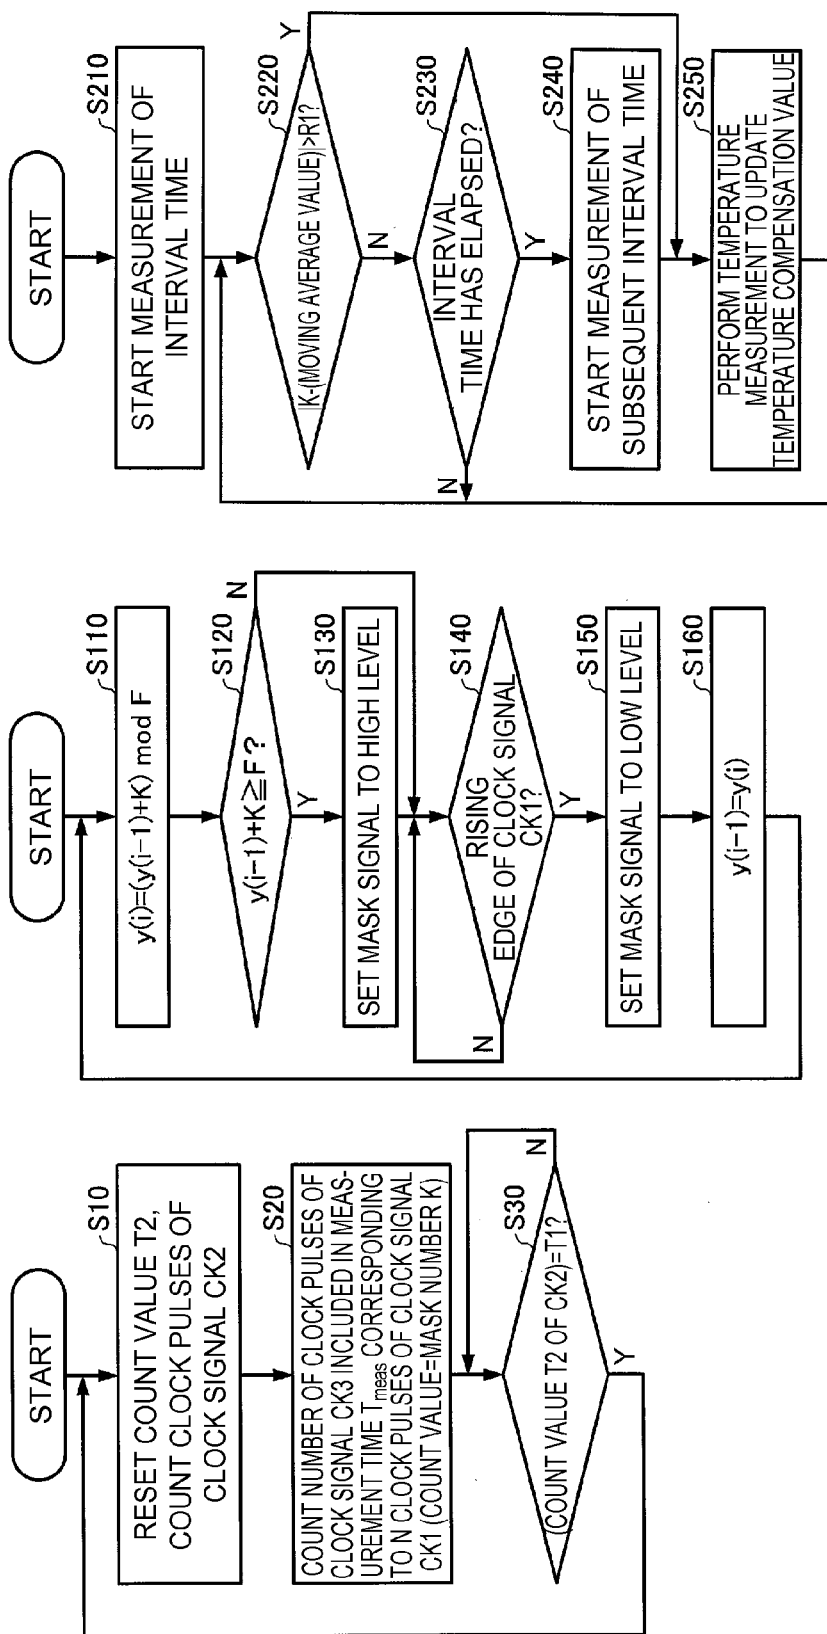 START
S10
RESET COUNT VALUE T2,
COUNT CLOCK PULSES OF
CLOCK SIGNAL CK2
S20
COUNT NUMBER OF CLOCK PULSES OF
CLOCK SIGNAL CK3 INCLUDED IN MEAS-
UREMENT TIME Tmeas CORRESPONDING
TO N CLOCK PULSES OF CLOCK SIGNAL
CK1 (COUNT VALUE=MASK NUMBER K)
S30
(COUNT VALUE T2 OF CK2)=T1?
N
Y
START
S110
y(i)=(y(i−1)+K) mod F
S120
y(i−1)+K≧F?
N
Y
S130
SET MASK SIGNAL TO HIGH LEVEL
S140
RISING
EDGE OF CLOCK SIGNAL
CK1?
N
Y
S150
SET MASK SIGNAL TO LOW LEVEL
S160
y(i−1)=y(i)
START
S210
START MEASUREMENT OF
INTERVAL TIME
S220
|K-(MOVING AVERAGE VALUE)|>R1?
Y
N
S230
INTERVAL
TIME HAS ELAPSED?
N
Y
S240
START MEASUREMENT OF
SUBSEQUENT INTERVAL TIME
S250
PERFORM TEMPERATURE
MEASUREMENT TO UPDATE
TEMPERATURE COMPENSATION VALUE